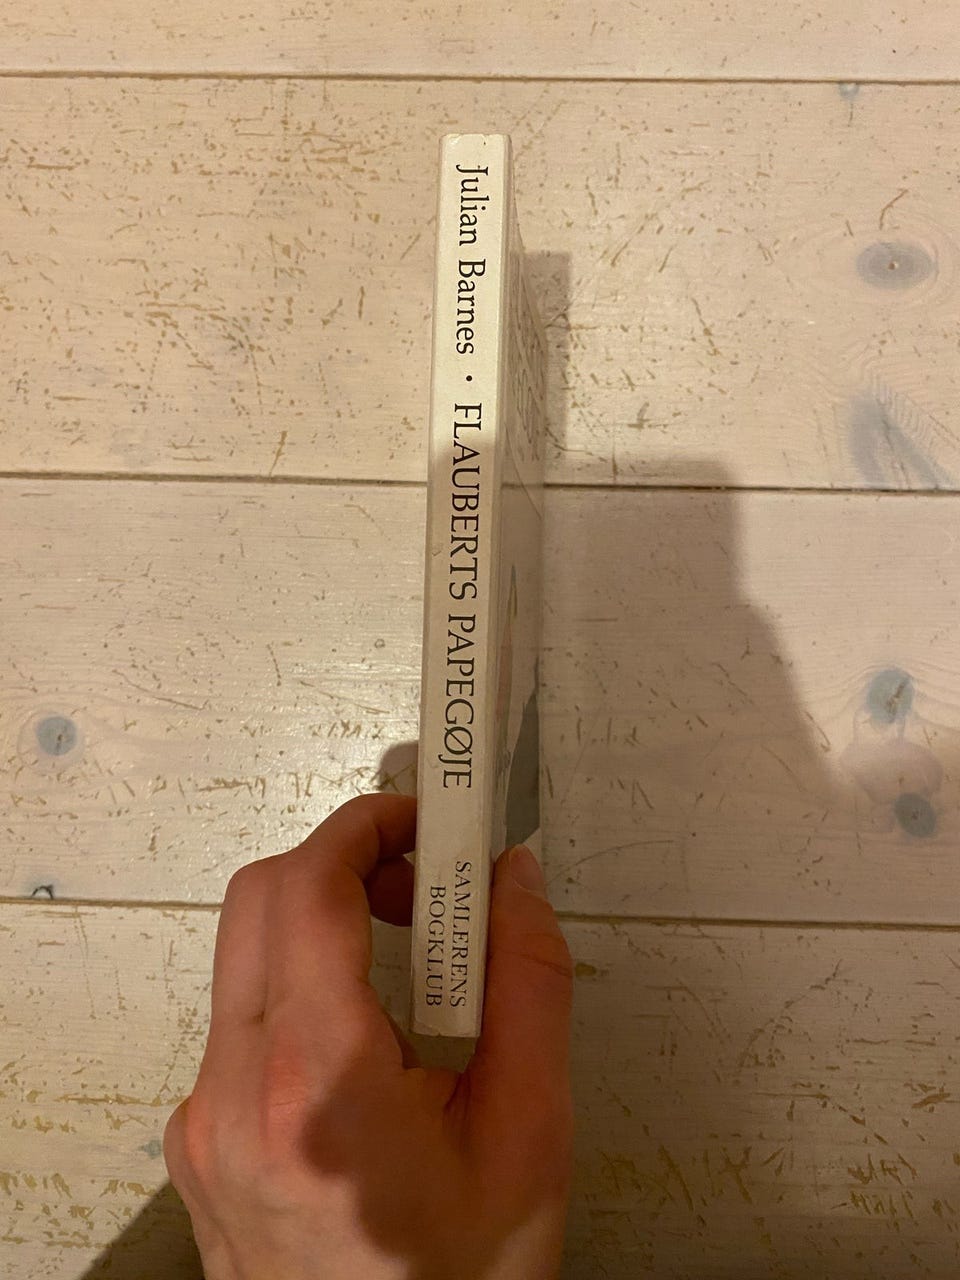 Julian Barnes · FLAUBERTS PAPEGØJE
SAMLERENS
BOGKLUB